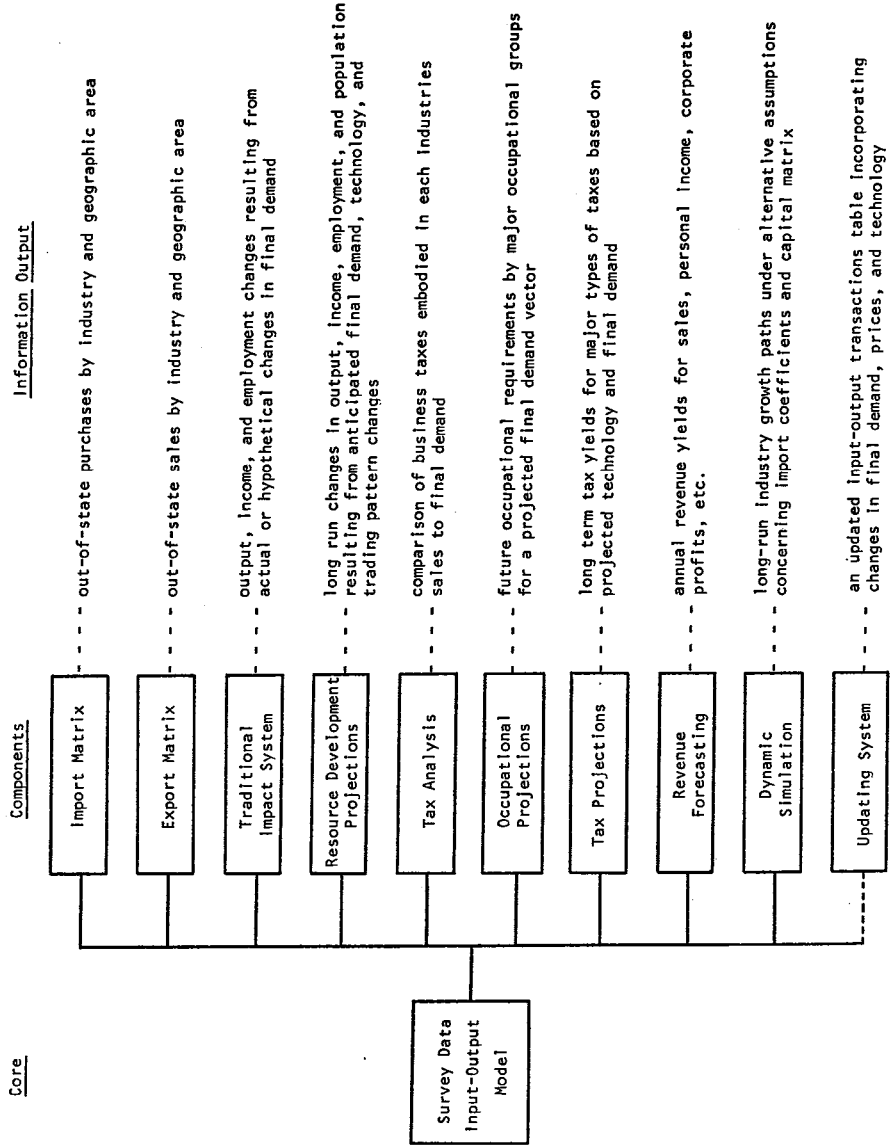 Core
Components
Information Output
Survey Data
Input-Output
Model
Import Matrix
out-of-state purchases by industry and geographic area
Export Matrix
out-of-state sales by industry and geographic area
Traditional
Impact System
output, income, and employment changes resulting from
actual or hypothetical changes in final demand
Resource Development
Projections
long run changes in output, income, employment, and population
resulting from anticipated final demand, technology, and
trading pattern changes
Tax Analysis
comparison of business taxes embodied in each industries
sales to final demand
Occupational
Projections
future occupational requirements by major occupational groups
for a projected final demand vector
Tax Projections
long term tax yields for major types of taxes based on
projected technology and final demand
Revenue
Forecasting
annual revenue yields for sales, personal income, corporate
profits, etc.
Dynamic
Simulation
long-run industry growth paths under alternative assumptions
concerning import coefficients and capital matrix
Updating System
an updated input-output transactions table incorporating
changes in final demand, prices, and technology